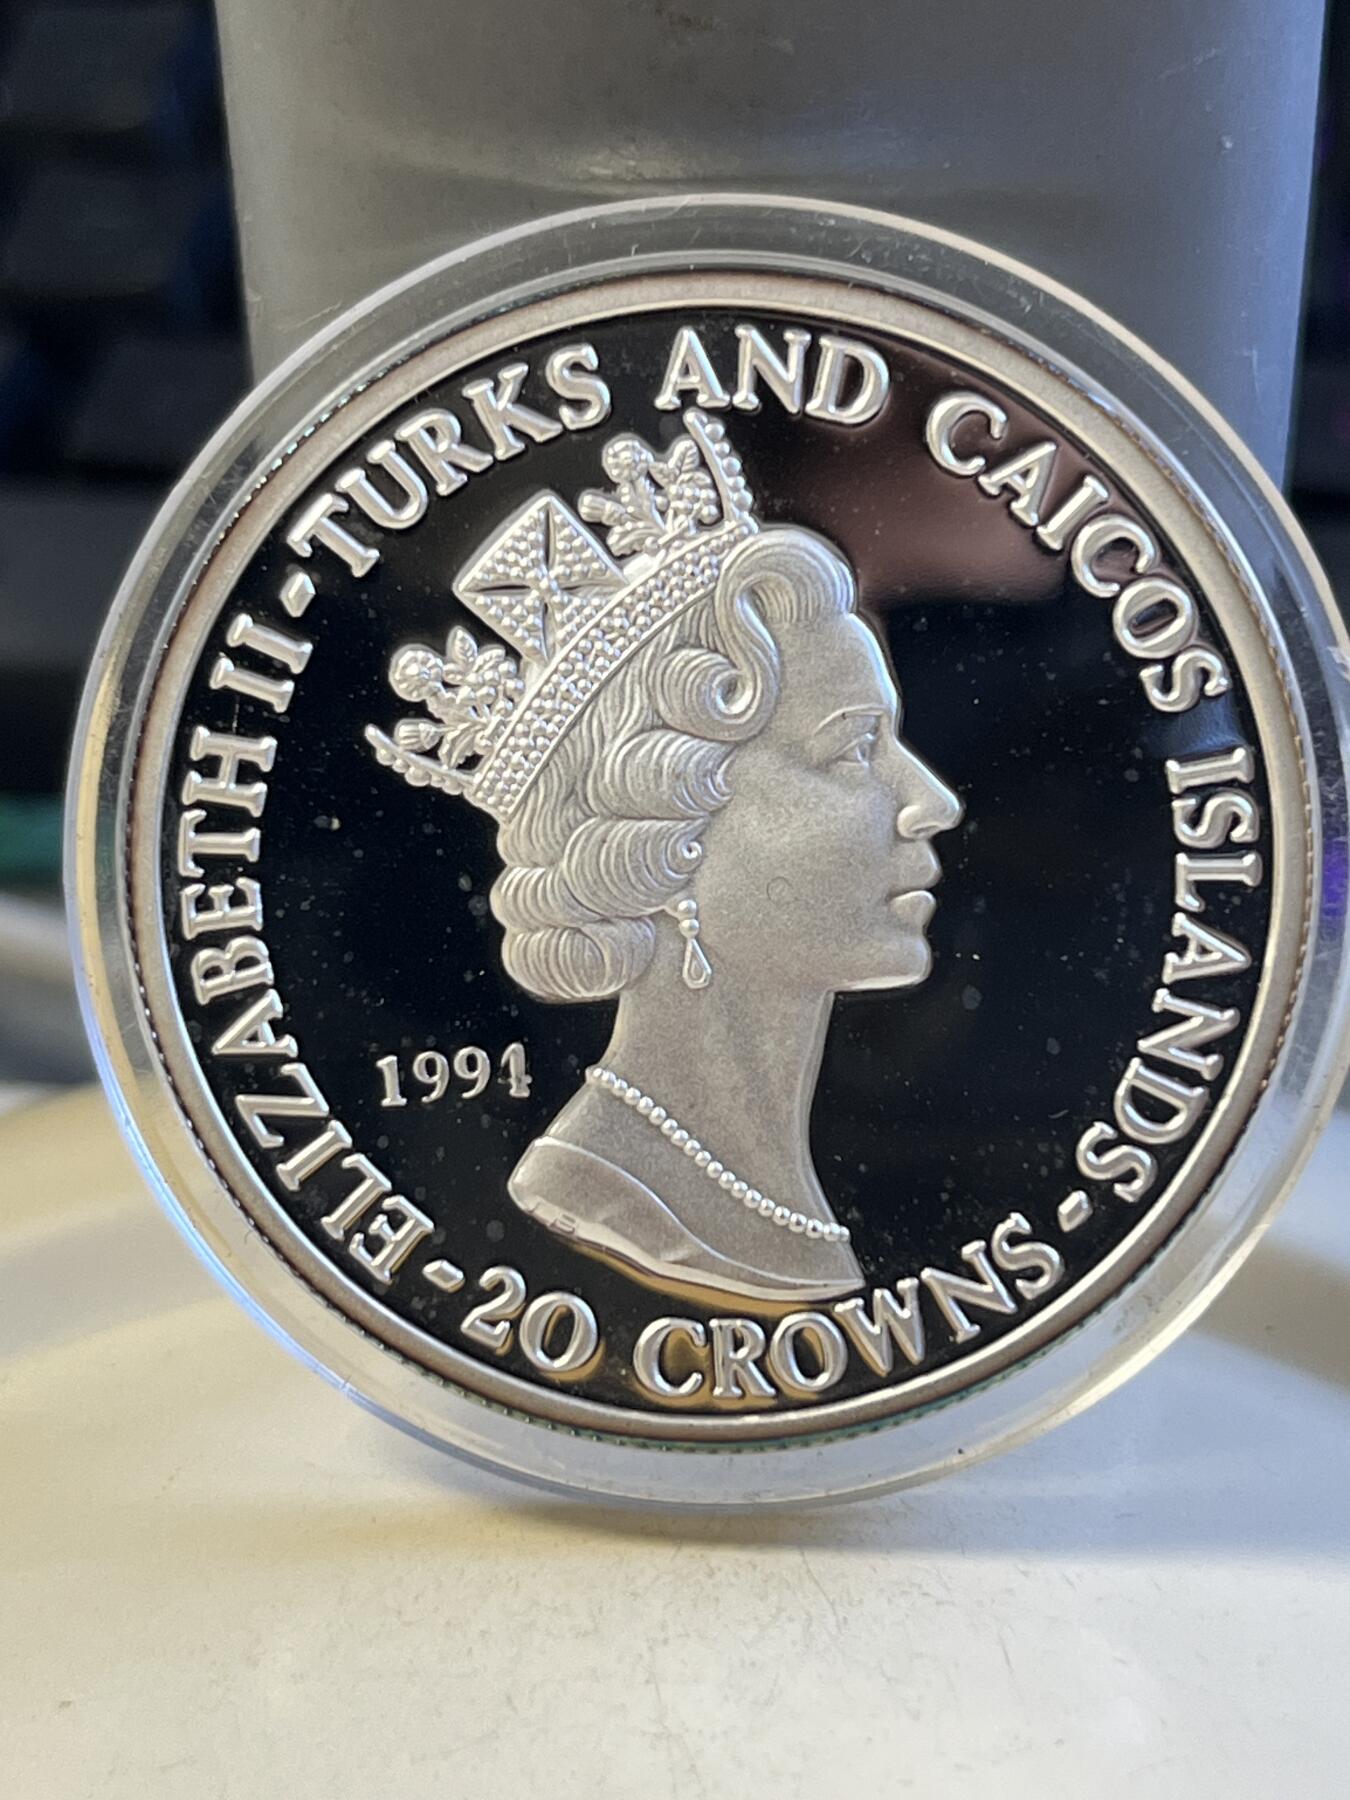 ELIZABETH II - TURKS AND CAICOS ISLANDS -
20 CROWNS -
1994